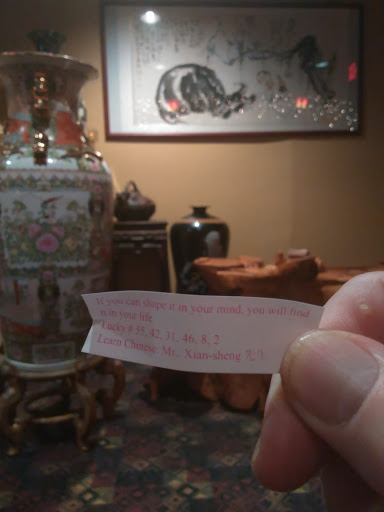 If you can shape it in your mind, you will find
it in your life
Lucky # 55, 42, 31, 46, 8, 2
Learn Chinese: Mr. Xian-sheng 先生